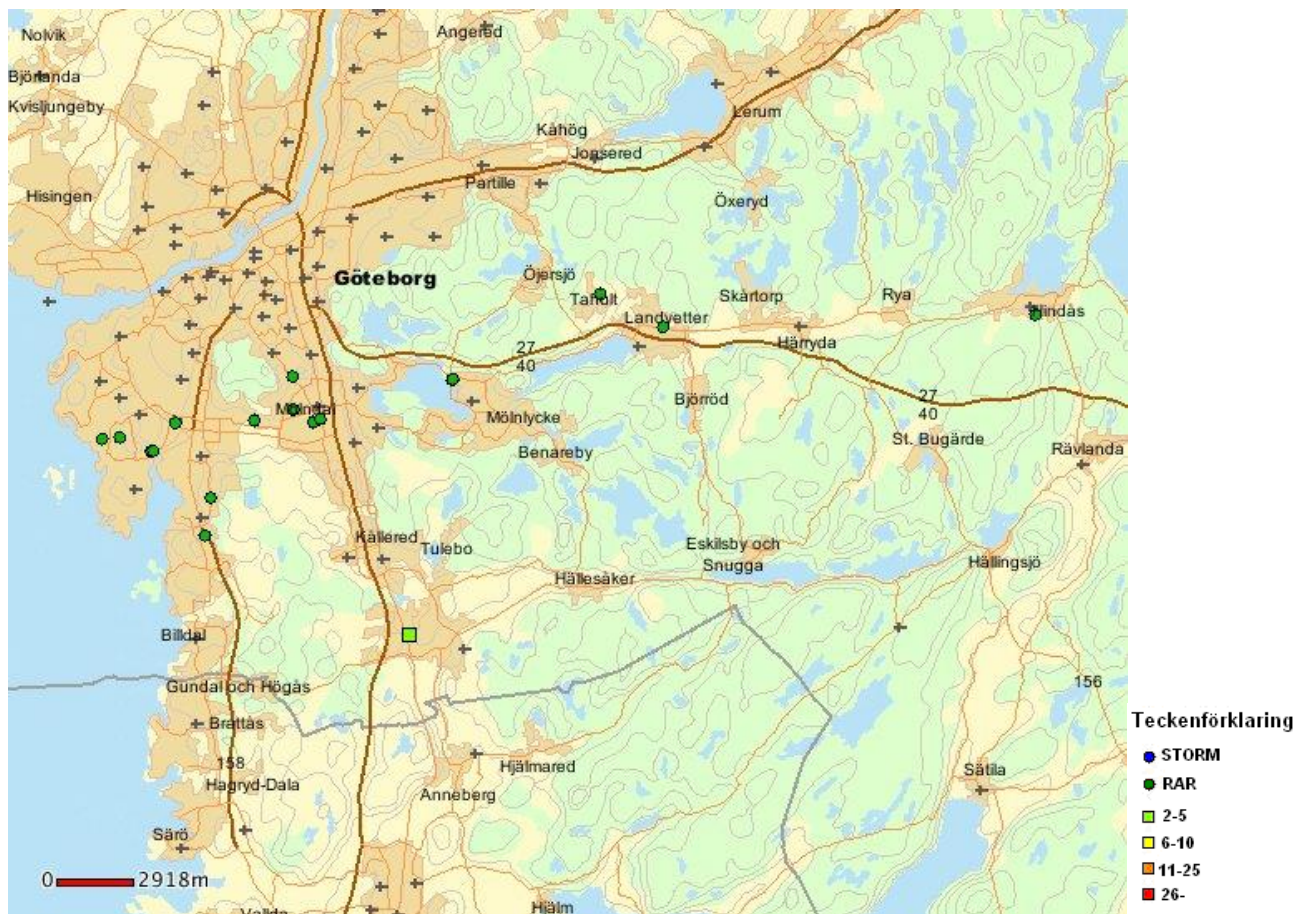 Nolvik
Angered
Björlanda
Kvisljungeby
Lerum
Kåhög
Jonsered
Partille
Hisingen
Öxeryd
Göteborg
Öjersjö
Tahult
Skårtorp
Rya
Hindås
Landvetter
Härryda
27
40
27
40
Björröd
Mölndal
Mölnlycke
St. Bugärde
Rävlanda
Benareby
Kållered
Tulebo
Eskilsby och
Snugga
Hällingsjö
Hällesåker
Billdal
Gundal och Högås
156
Brattås
158
Hagryd-Dala
Hjälmared
Sätila
Anneberg
Särö
0 2918m
Hjälm
Teckenförklaring
STORM
RAR
2-5
6-10
11-25
26-